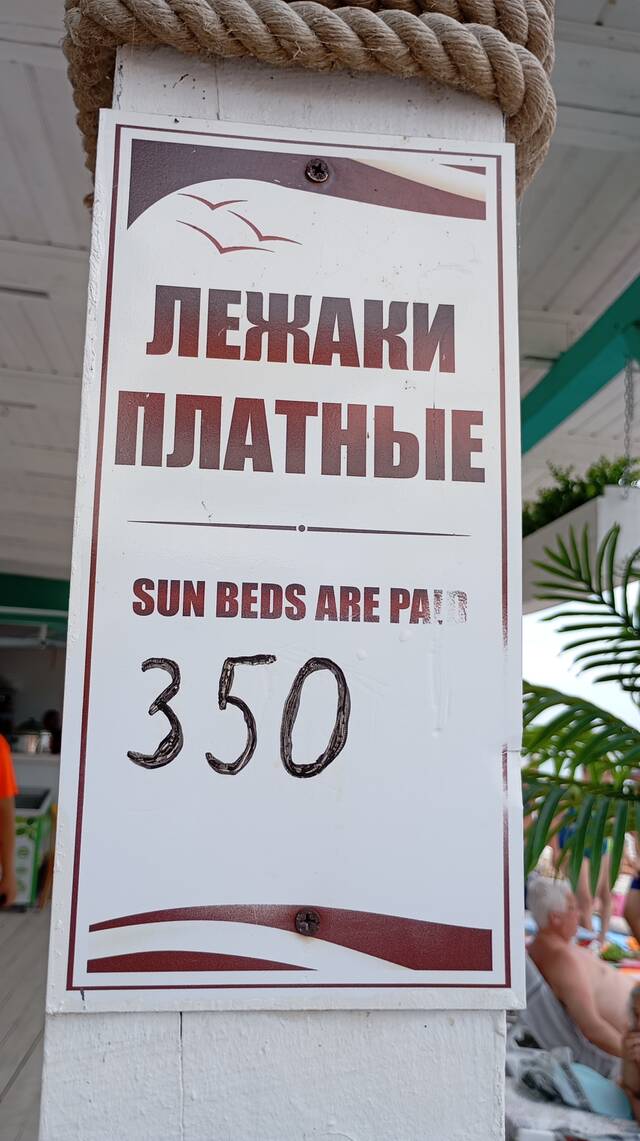 ЛЕЖАКИ
ПЛАТНЫЕ
SUN BEDS ARE PAID
350